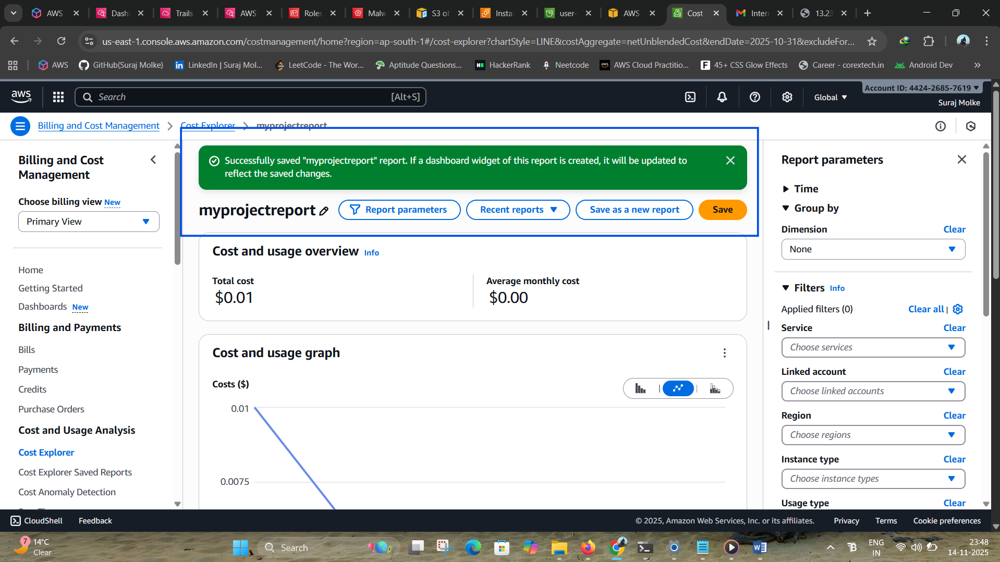 AWS
Dash
Trails
AWS
Roles
Malw
S3 ob
Insta
user-
AWS
Cost
Intern
13.23
us-east-1.console.aws.amazon.com/costmanagement/home?region=ap-south-1#/cost-explorer?chartStyle=LINE&costAggregate=netUnblendedCost&endDate=2025-10-31&excludeFor...
AWS
GitHub(Suraj Molke)
LinkedIn | Suraj Mol...
LeetCode - The Wor...
Aptitude Questions...
HackerRank
Neetcode
AWS Cloud Practitio...
45+ CSS Glow Effects
Career - corextech.in
Android Dev
aws
Search
[Alt+S]
Global
Account ID: 4424-2685-7619
Suraj Molke
Billing and Cost Management
Cost Explorer
myprojectreport
Billing and Cost
Management
Choose billing view New
Primary View
Home
Getting Started
Dashboards New
Billing and Payments
Bills
Payments
Credits
Purchase Orders
Cost and Usage Analysis
Cost Explorer
Cost Explorer Saved Reports
Cost Anomaly Detection
Successfully saved "myprojectreport" report. If a dashboard widget of this report is created, it will be updated to
reflect the saved changes.
myprojectreport
Report parameters
Recent reports
Save as a new report
Save
Cost and usage overview Info
Total cost
$0.01
Average monthly cost
$0.00
Cost and usage graph
Costs ($)
0.01
0.0075
Report parameters
Time
Group by
Dimension Clear
None
Filters Info
Applied filters (0) Clear all |
Service Clear
Choose services
Linked account Clear
Choose linked accounts
Region Clear
Choose regions
Instance type Clear
Choose instance types
Usage type Clear
CloudShell
Feedback
© 2025, Amazon Web Services, Inc. or its affiliates.
Privacy
Terms
Cookie preferences
7
14°C
Clear
Search
ENG
IN
23:48
14-11-2025